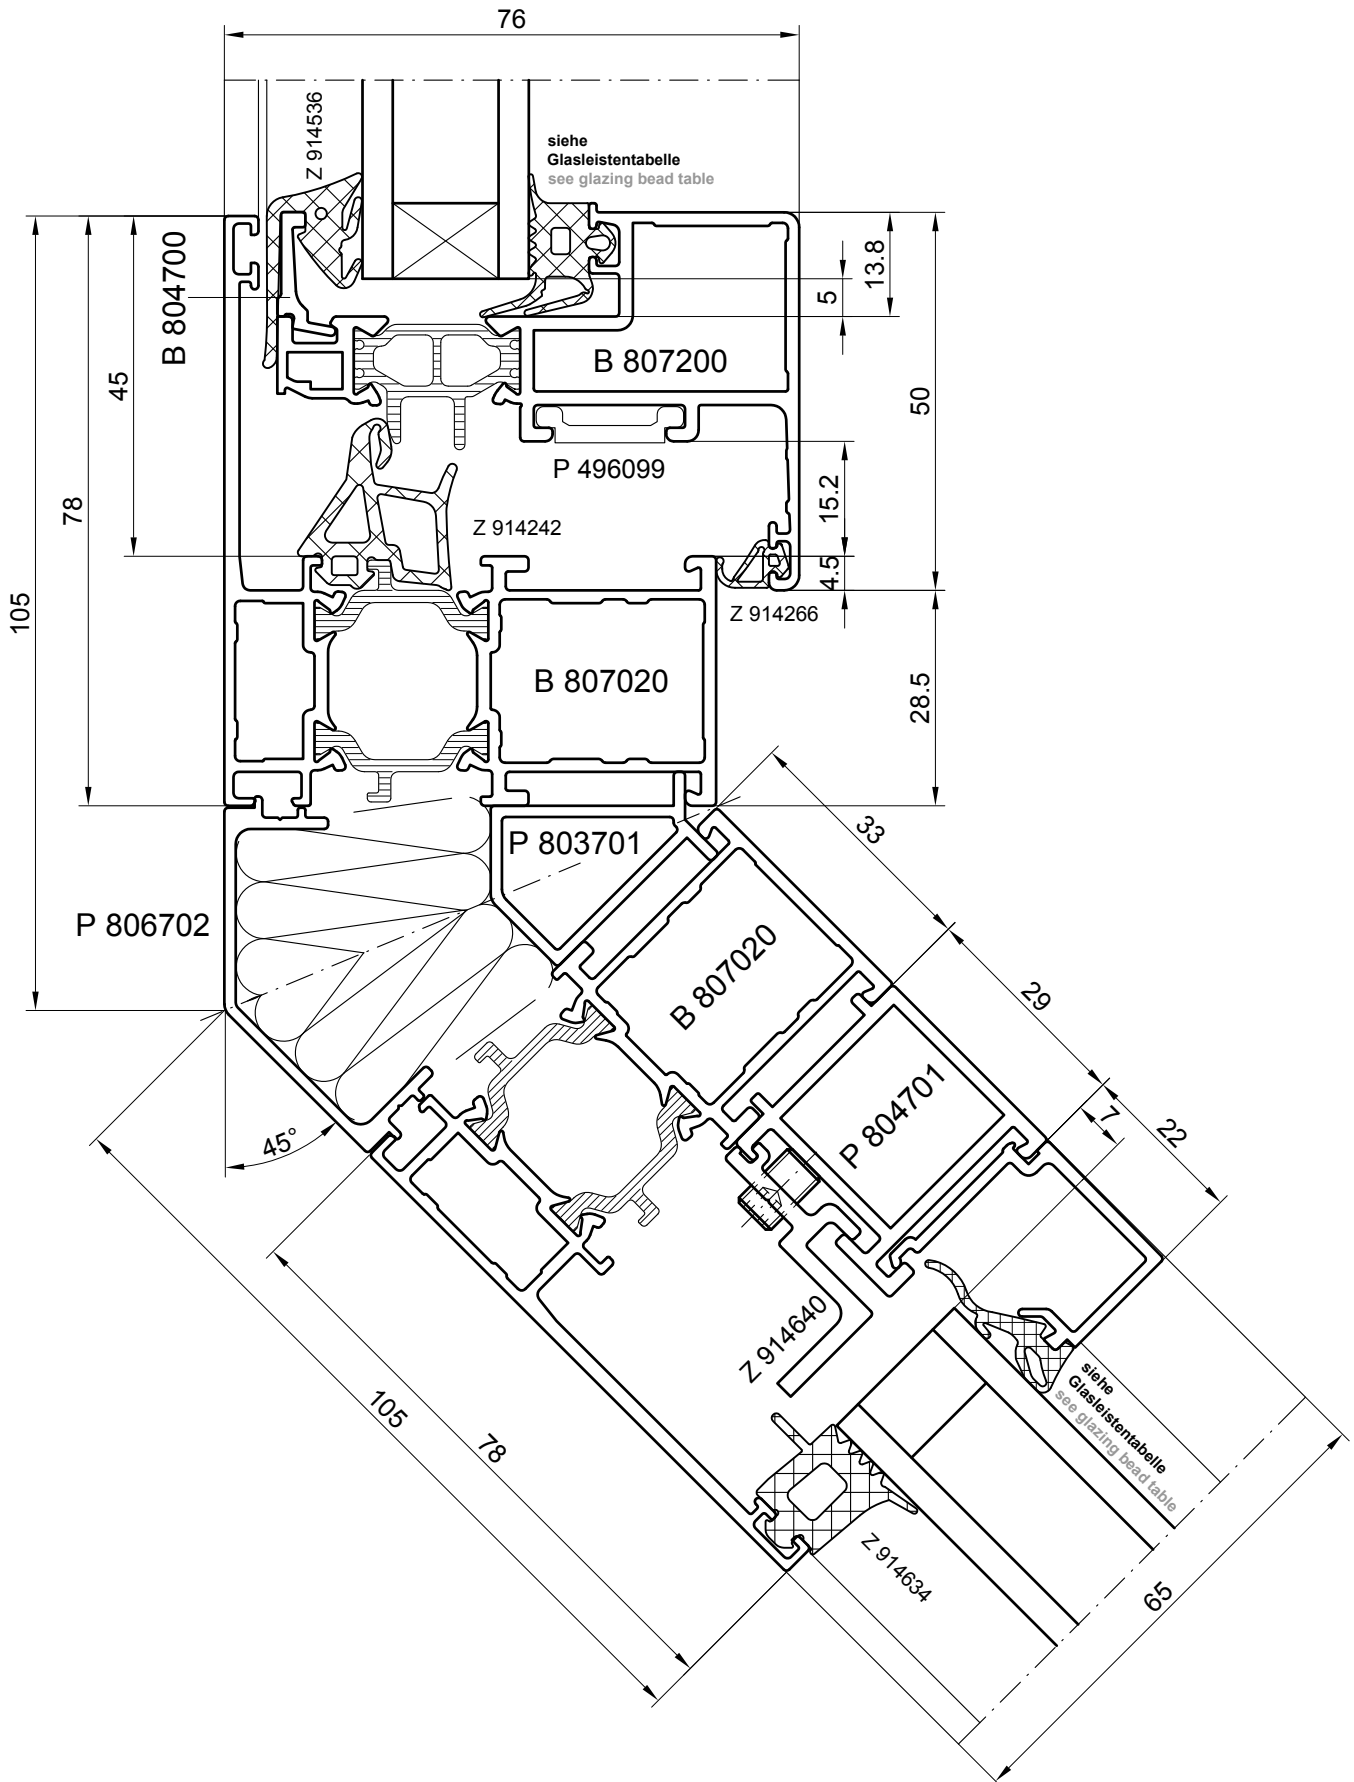 76
Z 914536
siehe
Glasleistentabelle
see glazing bead table
B 804700
13.8
5
45
B 807200
50
P 496099
78
15.2
Z 914242
4.5
105
Z 914266
B 807020
28.5
33
P 803701
P 806702
B 807020
29
P 804701
7
22
45°
Z 914640
siehe
Glasleistentabelle
see glazing bead table
105
78
Z 914634
65